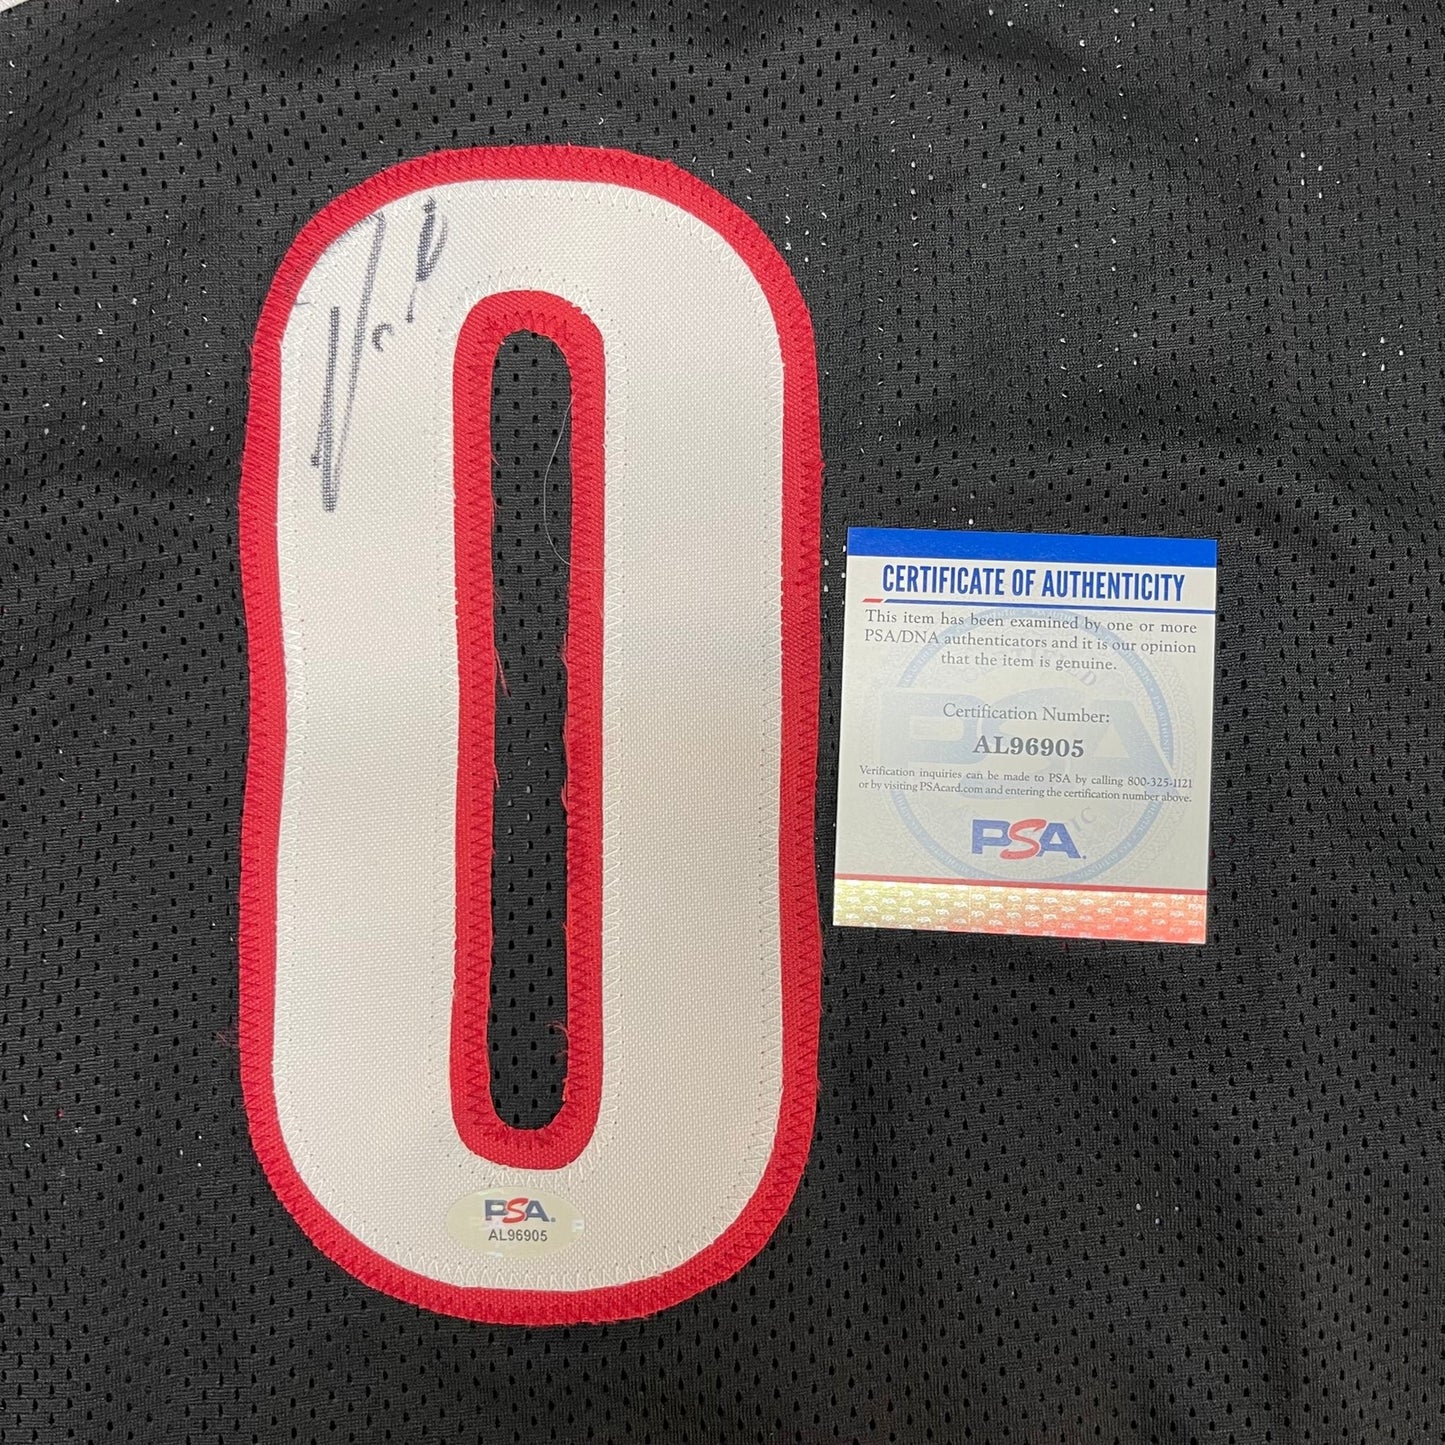 0
CERTIFICATE OF AUTHENTICITY
This item has been examined by one or more
PSA/DNA authenticators and it is our opinion
that the item is genuine.
Certification Number:
AL96905
Verification inquiries can be made to PSA by calling 800-325-1121
or by visiting PSAcard.com and entering the certification number above.
PSA
PSA
AL96905